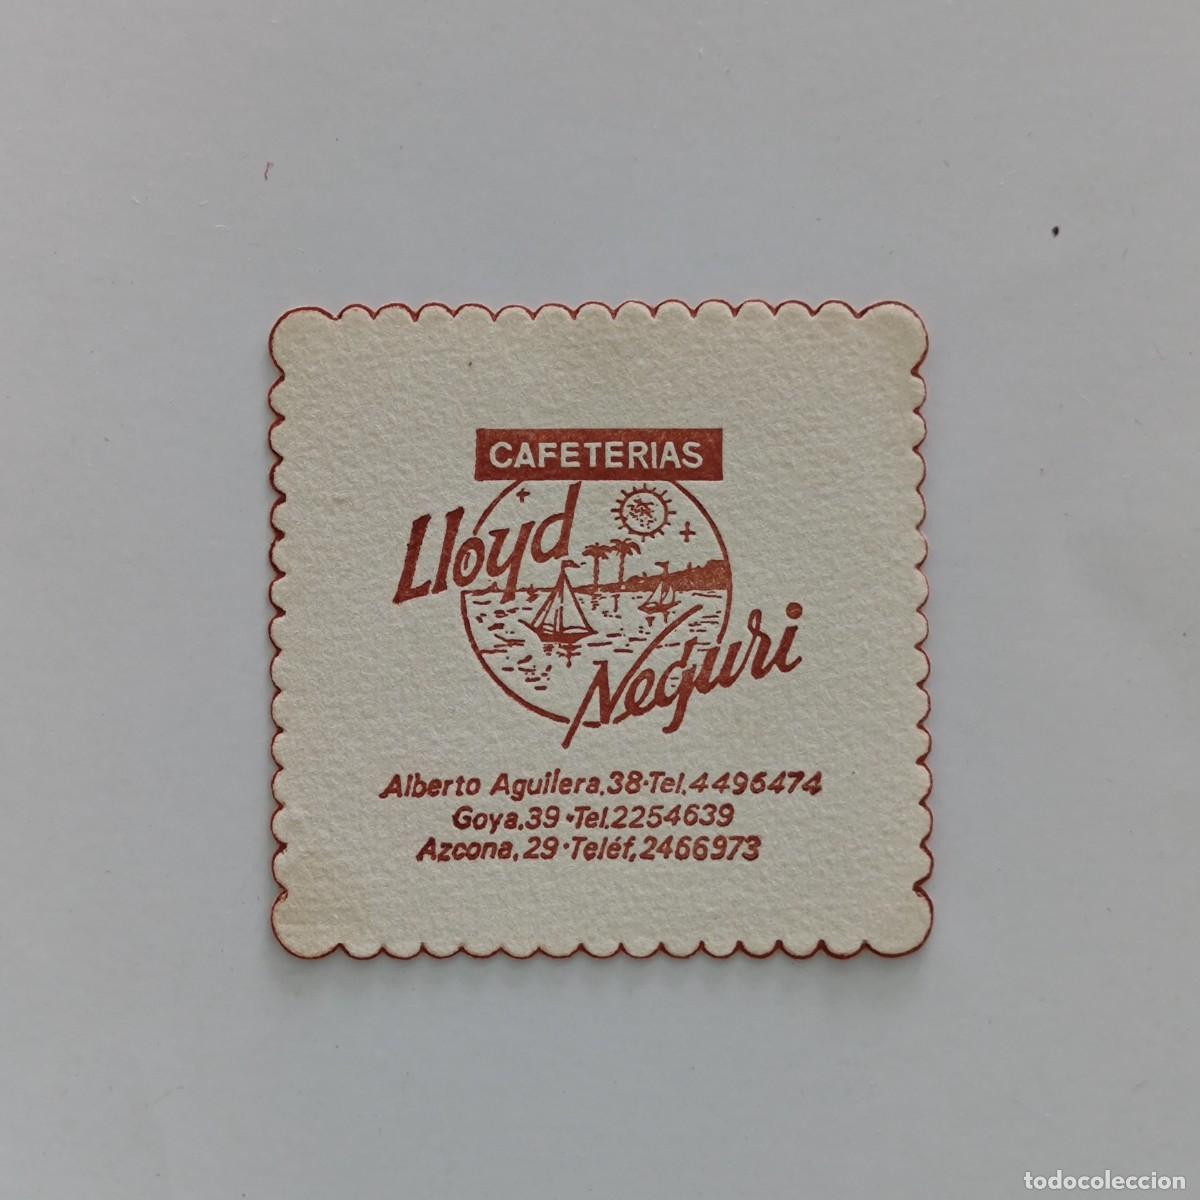 CAFETERIAS
Lloyd
Neguri
Alberto Aguilera,38·Tel.4496474
Goya,39·Tel.2254639
Azcona,29·Teléf,2466973
todocoleccion